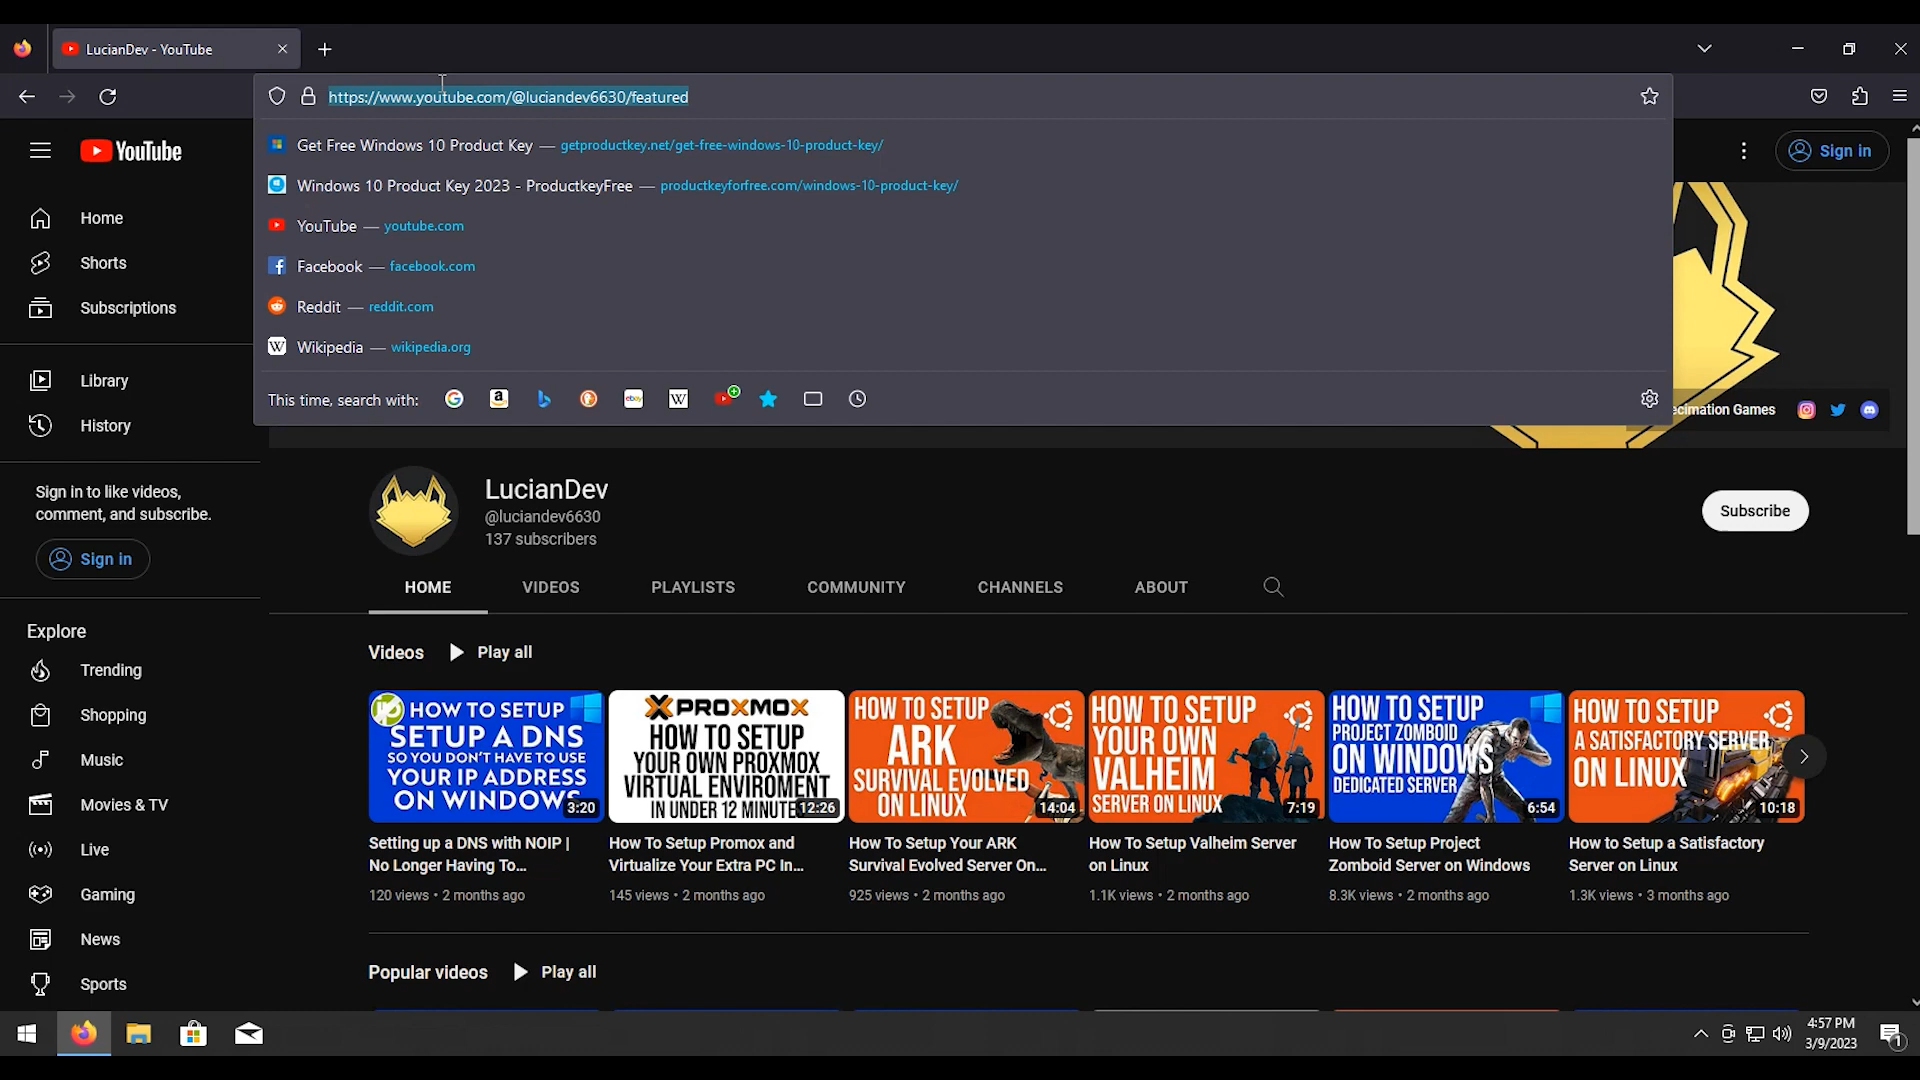 LucianDev - YouTube
https://www.youtube.com/@luciandev6630/featured
Get Free Windows 10 Product Key — getproductkey.net/get-free-windows-10-product-key/
Windows 10 Product Key 2023 - ProductkeyFree — productkeyforfree.com/windows-10-product-key/
YouTube — youtube.com
Facebook — facebook.com
Reddit — reddit.com
Wikipedia — wikipedia.org
This time, search with:
YouTube
Sign in
Home
Shorts
Subscriptions
Library
History
Sign in to like videos,
comment, and subscribe.
Sign in
Explore
Trending
Shopping
Music
Movies & TV
Live
Gaming
News
Sports
ecimation Games
LucianDev
@luciandev6630
137 subscribers
Subscribe
HOME
VIDEOS
PLAYLISTS
COMMUNITY
CHANNELS
ABOUT
Videos
Play all
HOW TO SETUP
SETUP A DNS
SO YOU DON'T HAVE TO USE
YOUR IP ADDRESS
ON WINDOWS
3:20
Setting up a DNS with NOIP |
No Longer Having To...
120 views • 2 months ago
PROXMOX
HOW TO SETUP
YOUR OWN PROXMOX
VIRTUAL ENVIROMENT
IN UNDER 12 MINUTE
12:26
How To Setup Promox and
Virtualize Your Extra PC In...
145 views • 2 months ago
HOW TO SETUP
ARK
SURVIVAL EVOLVED
ON LINUX
14:04
How To Setup Your ARK
Survival Evolved Server On...
925 views • 2 months ago
HOW TO SETUP
YOUR OWN
VALHEIM
SERVER ON LINUX
7:19
How To Setup Valheim Server
on Linux
1.1K views • 2 months ago
HOW TO SETUP
PROJECT ZOMBOID
ON WINDOWS
DEDICATED SERVER
6:54
How To Setup Project
Zomboid Server on Windows
8.3K views • 2 months ago
HOW TO SETUP
A SATISFACTORY SERVER
ON LINUX
10:18
How to Setup a Satisfactory
Server on Linux
1.3K views • 3 months ago
Popular videos
Play all
4:57 PM
3/9/2023
1